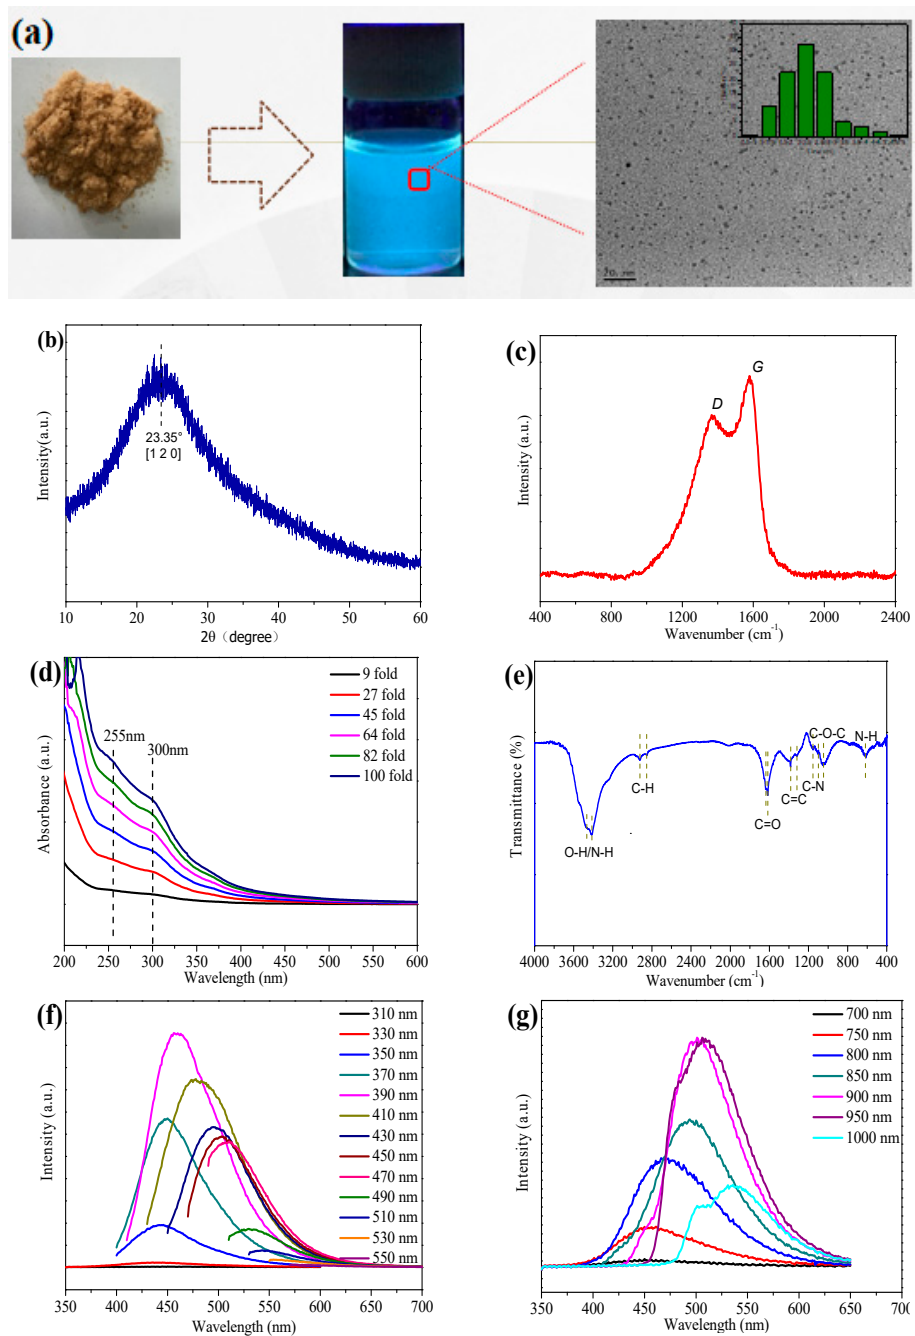 (a)
20 nm
(b)
23.35°
[1 2 0]
Intensity(a.u.)
10 20 30 40 50 60
2θ（degree）
(c)
D
G
Intensity (a.u.)
400 800 1200 1600 2000 2400
Wavenumber (cm-1)
(d)
255nm
300nm
9 fold
27 fold
45 fold
64 fold
82 fold
100 fold
Absorbance (a.u.)
200 250 300 350 400 450 500 550 600
Wavelength (nm)
(e)
C-O-C
N-H
C-H
C-N
C=C
C=O
O-H/N-H
Transmittance (%)
4000 3600 3200 2800 2400 2000 1600 1200 800 400
Wavenumber (cm-1)
(f)
310 nm
330 nm
350 nm
370 nm
390 nm
410 nm
430 nm
450 nm
470 nm
490 nm
510 nm
530 nm
550 nm
Intensity (a.u.)
350 400 450 500 550 600 650 700
Wavelength (nm)
(g)
700 nm
750 nm
800 nm
850 nm
900 nm
950 nm
1000 nm
Intensity (a.u.)
350 400 450 500 550 600 650 700
Wavelength (nm)